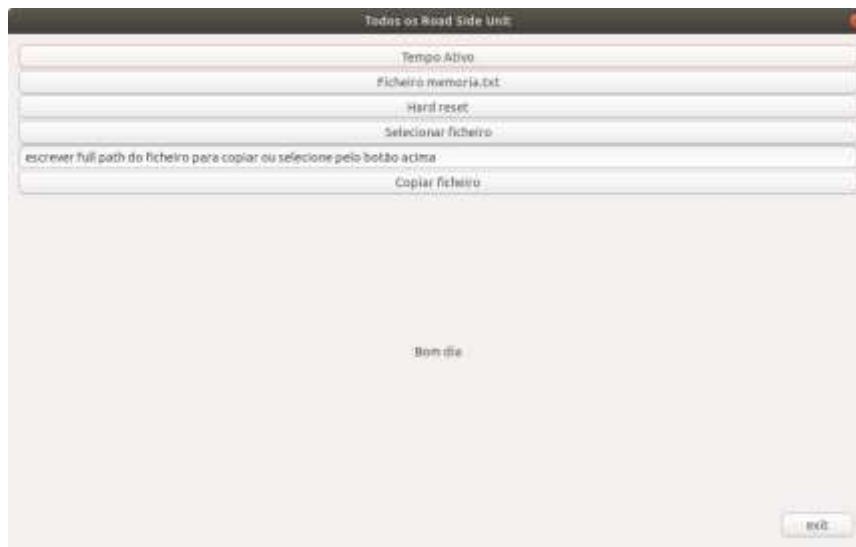 Todos os Road Side Unit
Tempo Ativo
Ficheiro memoria.txt
Hard reset
Selecionar ficheiro
escrever full path do ficheiro para copiar ou selecione pelo botão acima
Copiar ficheiro
Bom dia
exit